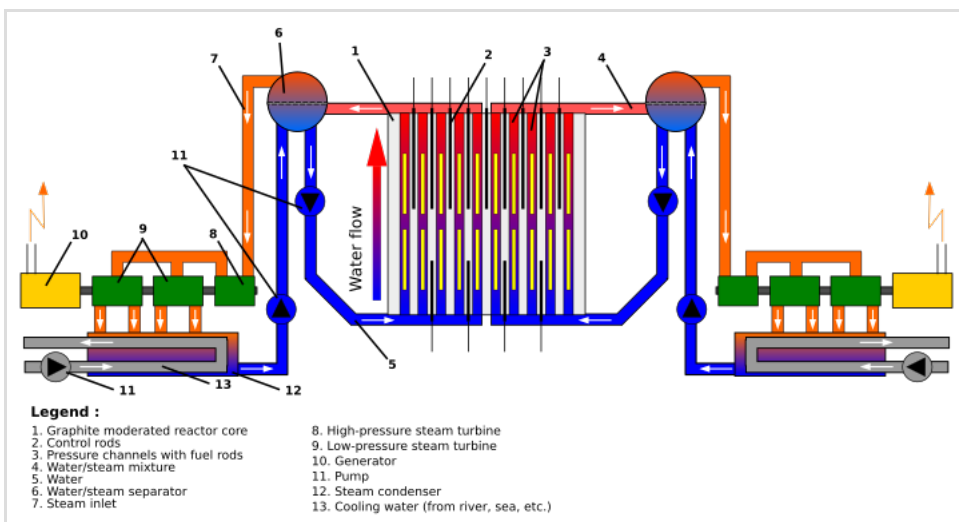 6
1
2
3
4
7
11
Water flow
10
9
8
5
11
13
12
Legend :
1. Graphite moderated reactor core
2. Control rods
3. Pressure channels with fuel rods
4. Water/steam mixture
5. Water
6. Water/steam separator
7. Steam inlet
8. High-pressure steam turbine
9. Low-pressure steam turbine
10. Generator
11. Pump
12. Steam condenser
13. Cooling water (from river, sea, etc.)